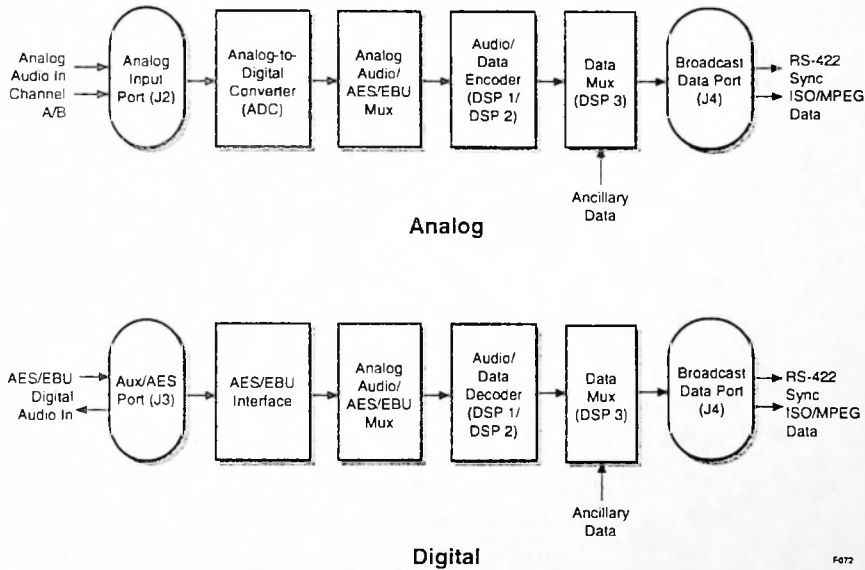 Analog
Audio In
Channel
A/B
Analog
Input
Port (J2)
Analog-to-
Digital
Converter
(ADC)
Analog
Audio/
AES/EBU
Mux
Audio/
Data
Encoder
(DSP 1/
DSP 2)
Data
Mux
(DSP 3)
Broadcast
Data Port
(J4)
RS-422
Sync
ISO/MPEG
Data
Ancillary
Data
Analog
AES/EBU
Digital
Audio In
Aux/AES
Port (J3)
AES/EBU
Interface
Analog
Audio/
AES/EBU
Mux
Audio/
Data
Decoder
(DSP 1/
DSP 2)
Data
Mux
(DSP 3)
Broadcast
Data Port
(J4)
RS-422
Sync
ISO/MPEG
Data
Ancillary
Data
Digital
F072